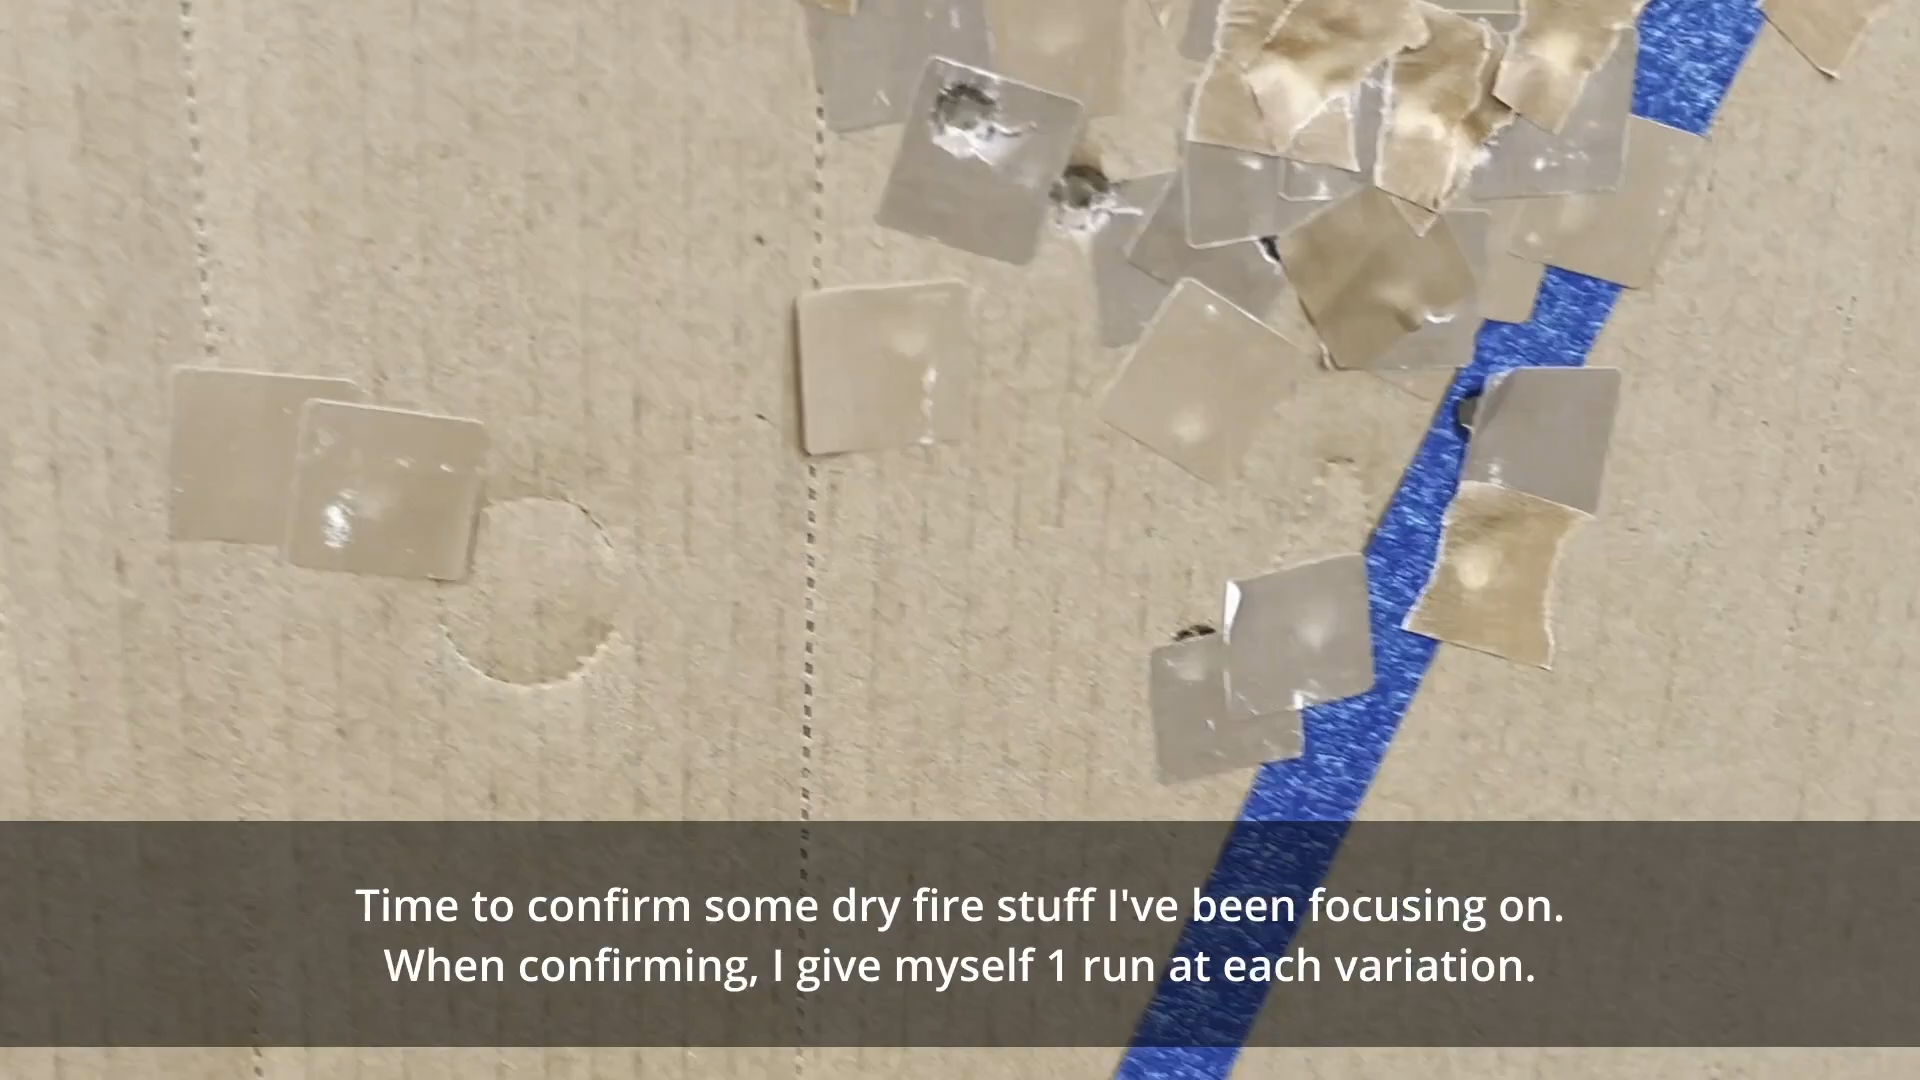 Time to confirm some dry fire stuff I've been focusing on.
When confirming, I give myself 1 run at each variation.